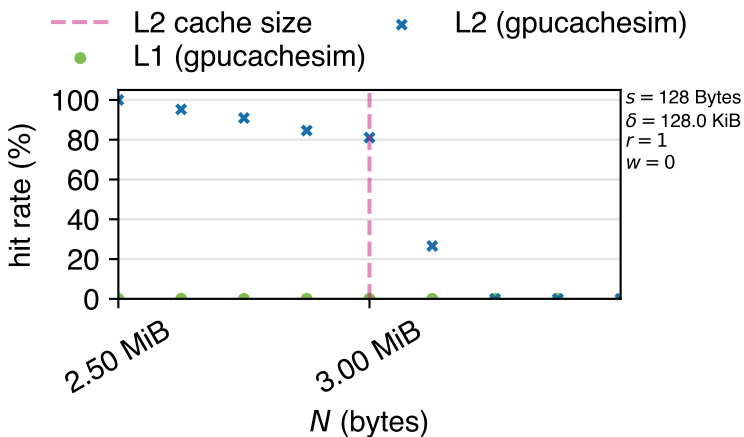 L2 cache size
L2 (gpucachesim)
L1 (gpucachesim)
hit rate (%)
100
80
60
40
20
0
s = 128 Bytes
δ = 128.0 KiB
r = 1
w = 0
2.50 MiB
3.00 MiB
N (bytes)